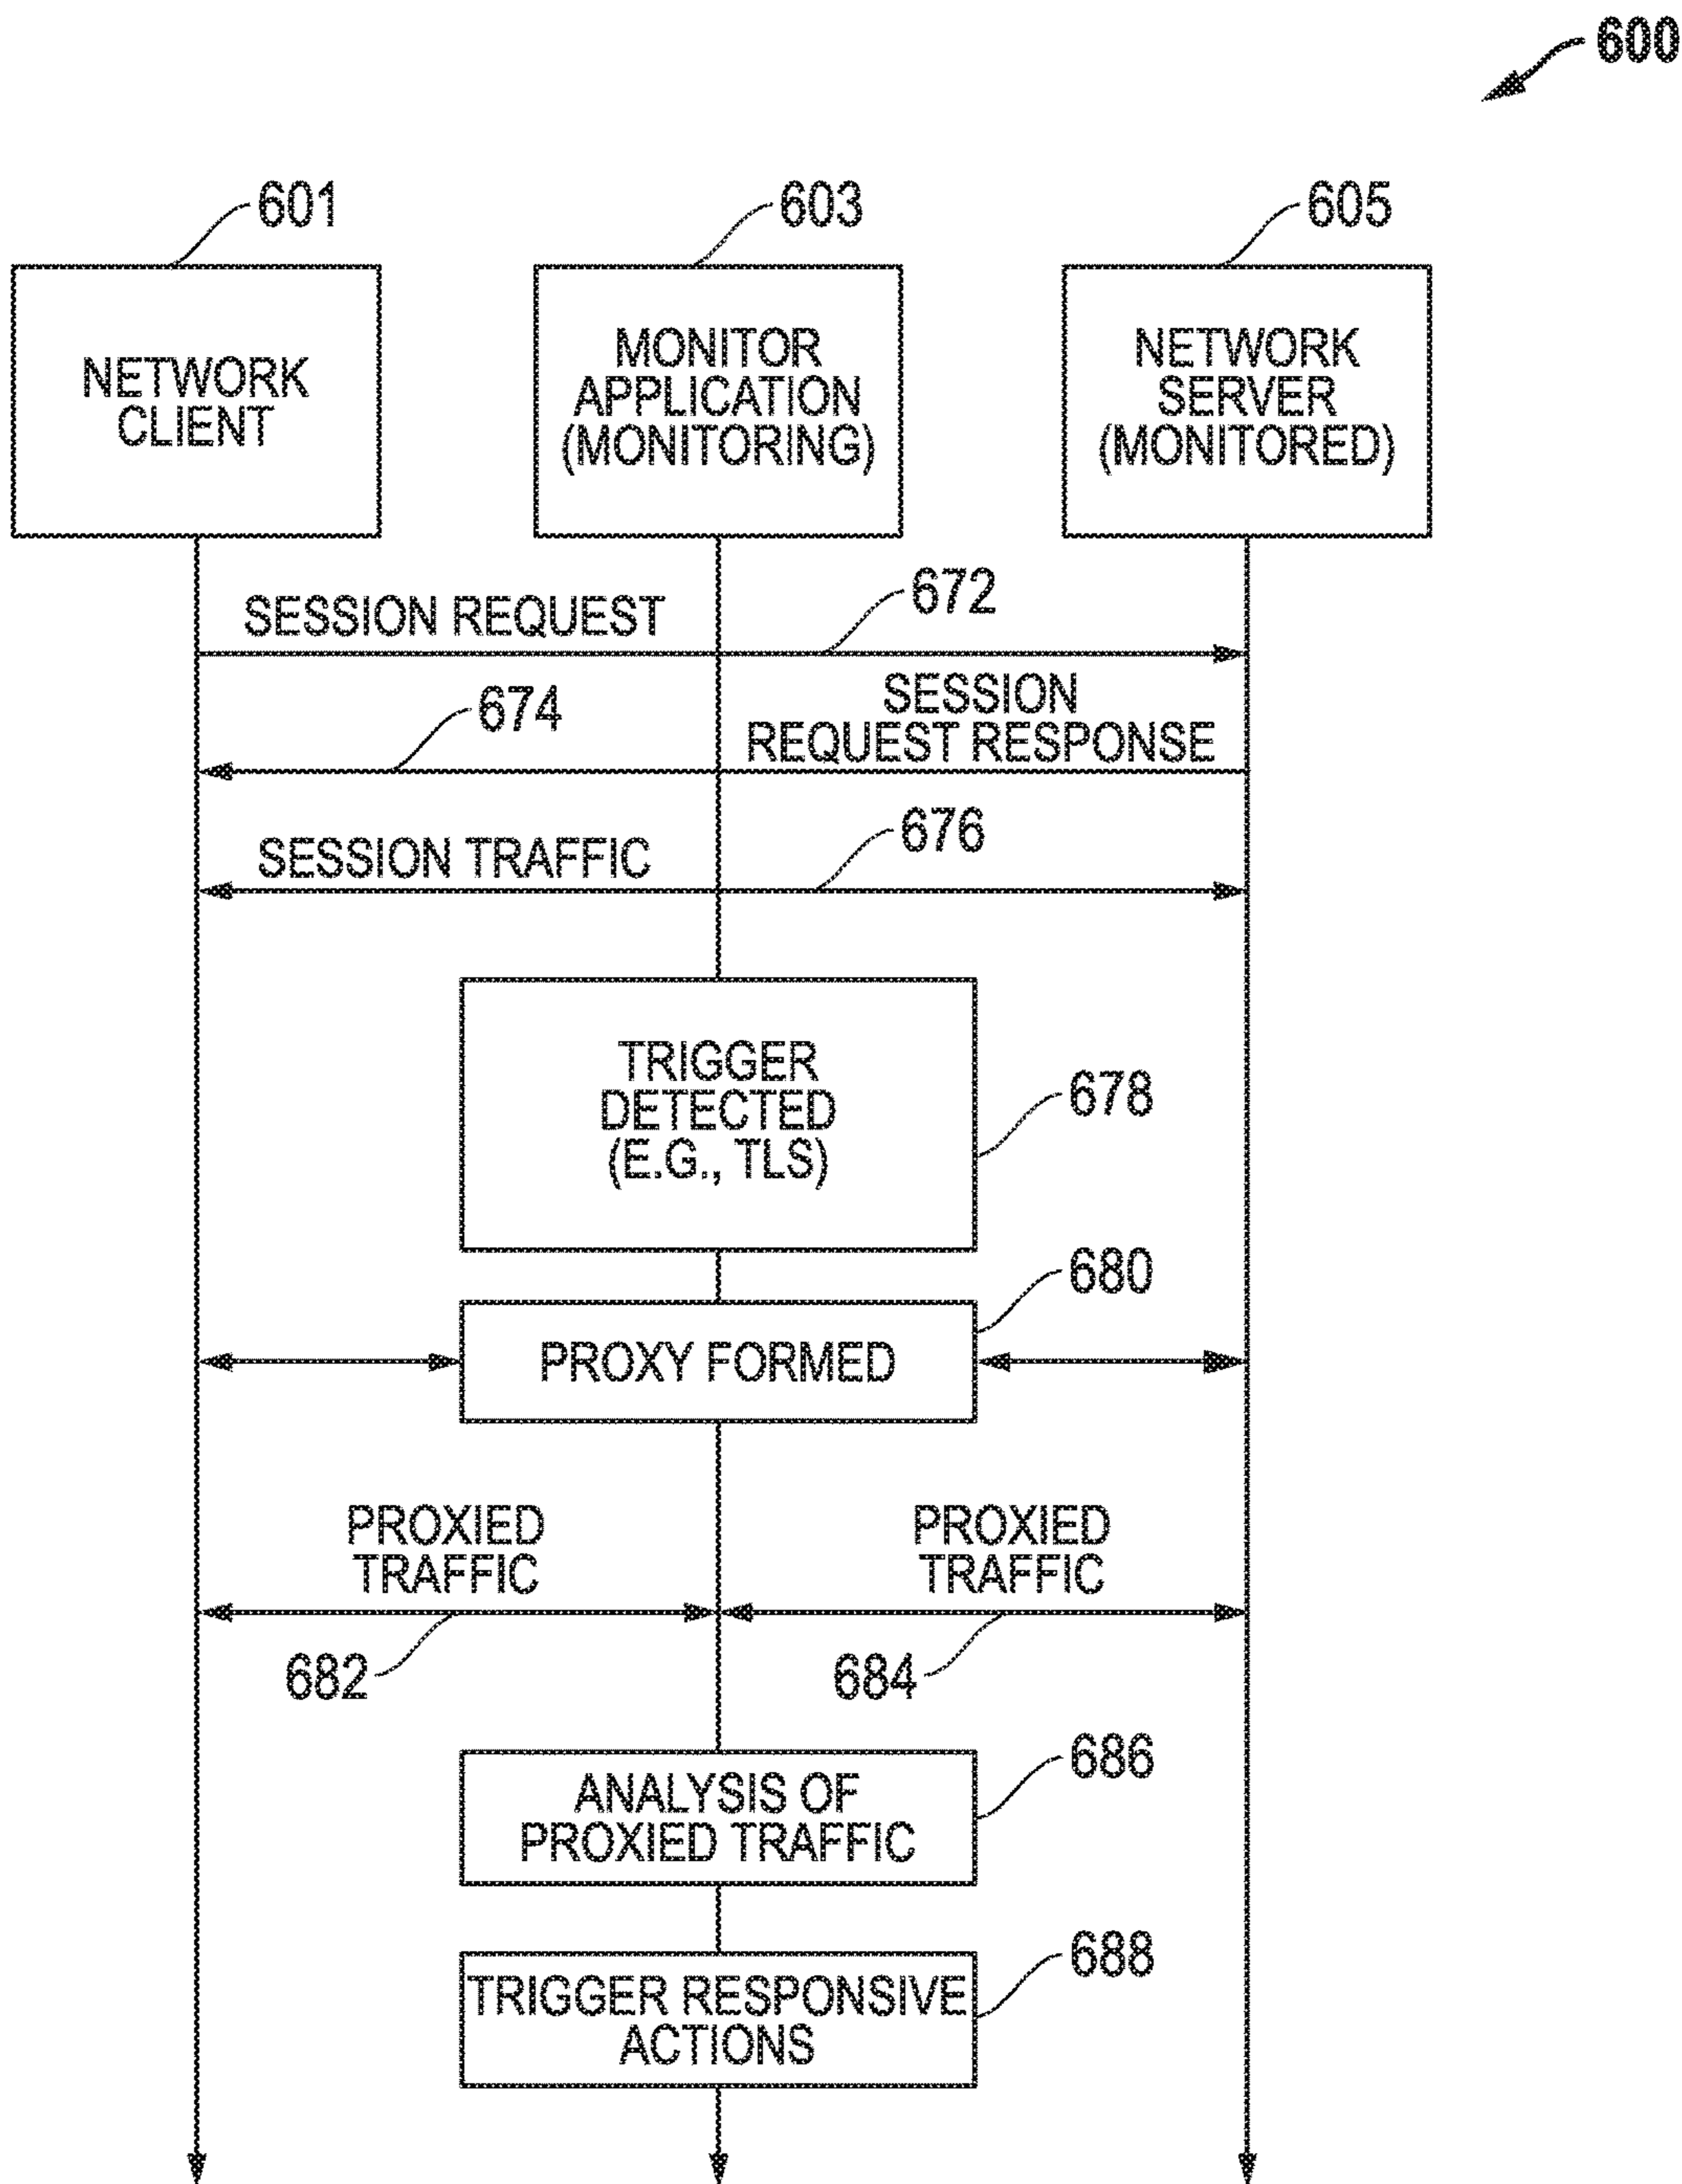 600
601
603
605
NETWORK
CLIENT
MONITOR
APPLICATION
(MONITORING)
NETWORK
SERVER
(MONITORED)
SESSION REQUEST
672
674
SESSION
REQUEST RESPONSE
SESSION TRAFFIC
676
TRIGGER
DETECTED
(E.G., TLS)
678
680
PROXY FORMED
PROXIED
TRAFFIC
PROXIED
TRAFFIC
682
684
686
ANALYSIS OF
PROXIED TRAFFIC
688
TRIGGER RESPONSIVE
ACTIONS